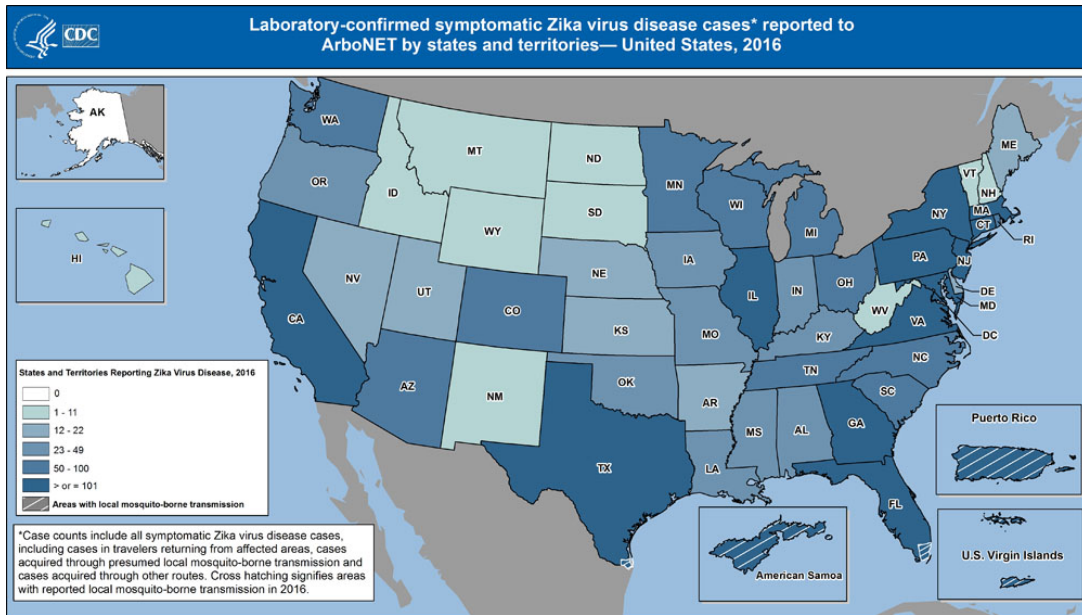 CDC
Laboratory-confirmed symptomatic Zika virus disease cases* reported to
ArboNET by states and territories— United States, 2016
AK
HI
WA
OR
CA
ID
NV
MT
WY
UT
AZ
CO
NM
ND
SD
NE
KS
OK
TX
MN
IA
MO
AR
LA
WI
IL
MI
IN
OH
KY
TN
MS
AL
GA
FL
SC
NC
VA
WV
PA
NY
VT
NH
ME
MA
CT
RI
NJ
DE
MD
DC
States and Territories Reporting Zika Virus Disease, 2016
0
1 - 11
12 - 22
23 - 49
50 - 100
> or = 101
Areas with local mosquito-borne transmission
*Case counts include all symptomatic Zika virus disease cases,
including cases in travelers returning from affected areas, cases
acquired through presumed local mosquito-borne transmission and
cases acquired through other routes. Cross hatching signifies areas
with reported local mosquito-borne transmission in 2016.
American Samoa
Puerto Rico
U.S. Virgin Islands